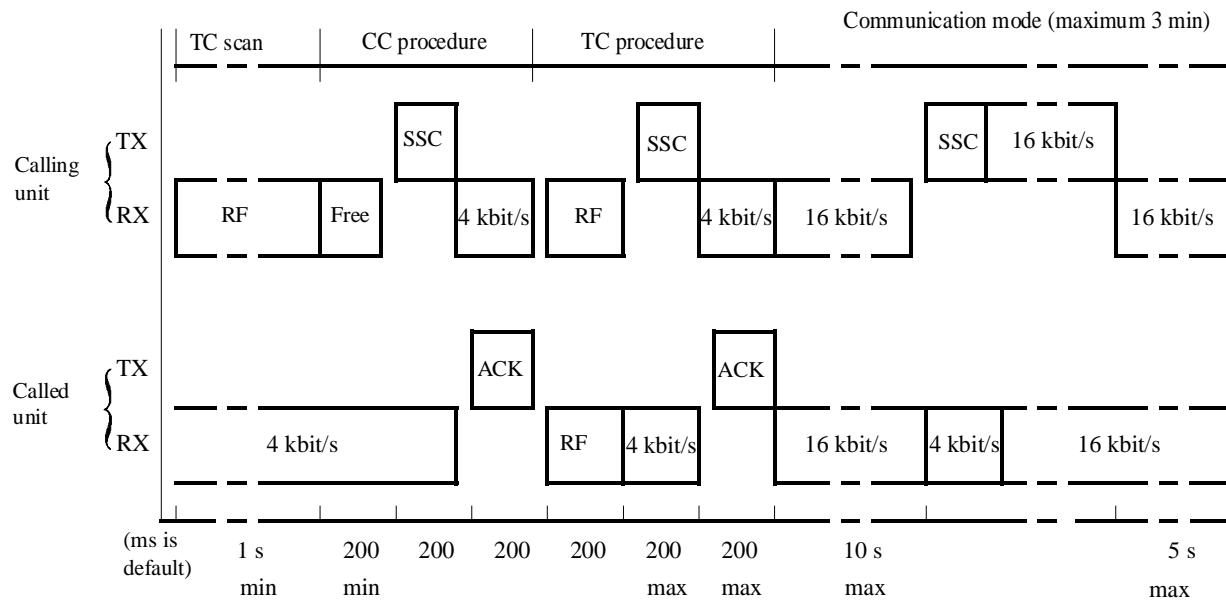 Communication mode (maximum 3 min)
TC scan CC procedure TC procedure
TX SSC SSC SSC 16 kbit/s
Calling
unit
RX RF Free 4 kbit/s RF 4 kbit/s 16 kbit/s 16 kbit/s
TX ACK ACK
Called
unit
RX 4 kbit/s RF 4 kbit/s 16 kbit/s 4 kbit/s 16 kbit/s
(ms is
default)
1 s 200 200 200 200 200 200 10 s 5 s
min min max max max max